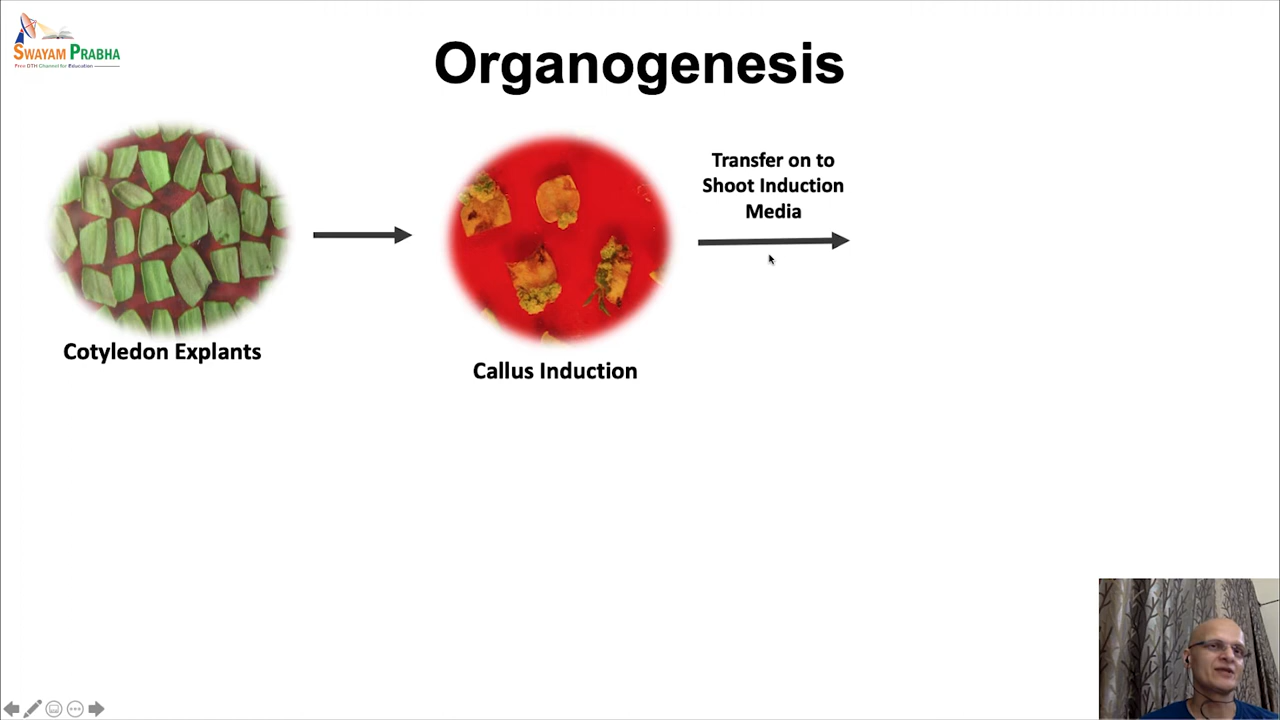 SWAYAM PRABHA
Free DTH Channel for Education
Organogenesis
Transfer on to
Shoot Induction
Media
Cotyledon Explants
Callus Induction